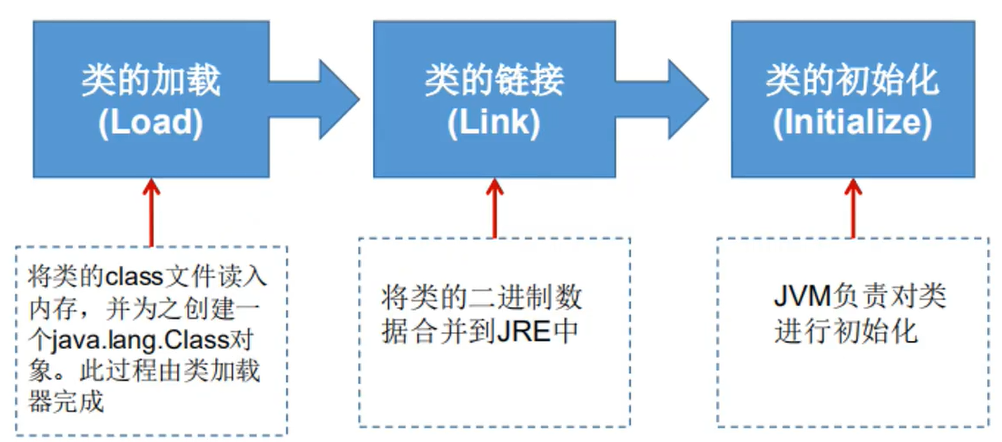 类的加载
(Load)
类的链接
(Link)
类的初始化
(Initialize)
将类的class文件读入
内存，并为之创建一
个java.lang.Class对
象。此过程由类加载
器完成
将类的二进制数
据合并到JRE中
JVM负责对类
进行初始化